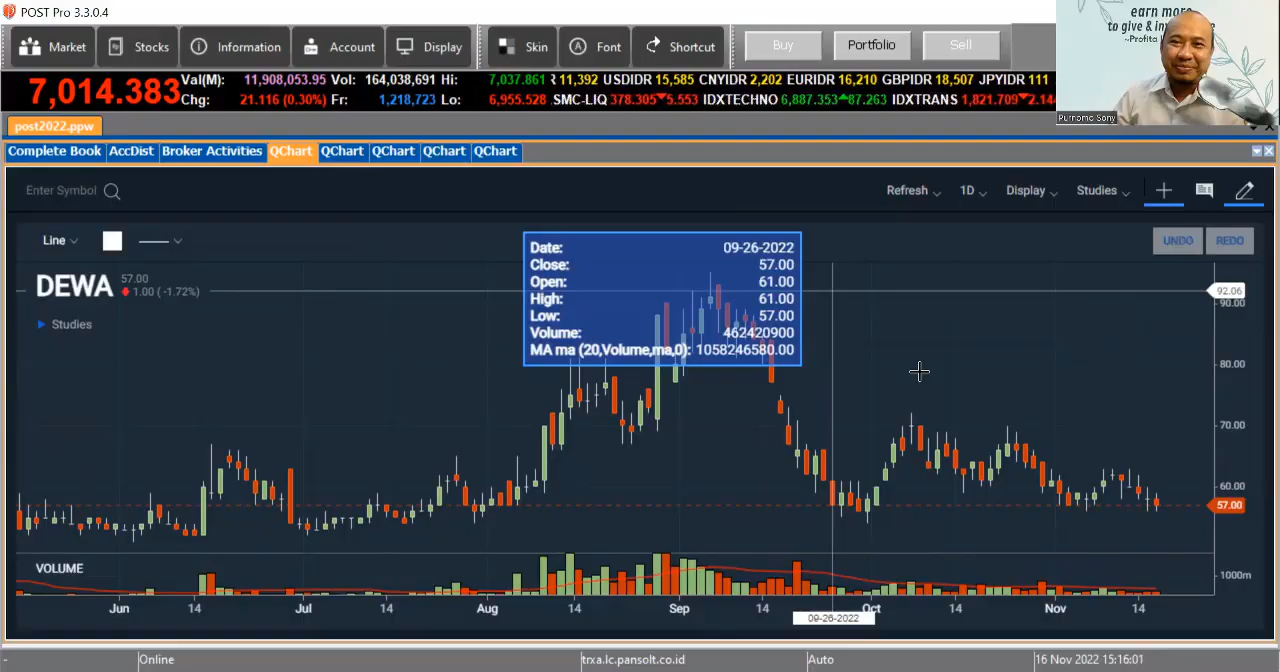 POST Pro 3.3.0.4
earn more
to give & in
~Profita
Market Stocks Information Account Display Skin Font Shortcut Buy Portfolio Sell
7,014.383 Val(M): 11,908,053.95 Vol: 164,038,691 Hi: 7,037.861 11,392 USDIDR 15,585 CNYIDR 2,202 EURIDR 16,210 GBPIDR 18,507 JPYIDR 111
Chg: 21.116 (0.30%) Fr: 1,218,723 Lo: 6,955.528 .SMC-LIQ 378.305▼5.553 IDXTECHNO 6,887.353▲87.263 IDXTRANS 1,821.709▼2.14
Purnomo Sony
post2022.ppw
Complete Book AccDist Broker Activities QChart QChart QChart QChart QChart
Enter Symbol Refresh 1D Display Studies
Line UNDO REDO
DEWA 57.00
1.00 (-1.72%)
Studies
Date: 09-26-2022
Close: 57.00
Open: 61.00
High: 61.00
Low: 57.00
Volume: 462420900
MA ma (20,Volume,ma,0): 1058246580.00
92.06
90.00
80.00
70.00
60.00
57.00
VOLUME
1000m
Jun 14 Jul 14 Aug 14 Sep 14 Oct 14 Nov 14
09-26-2022
- Online trxa.lc.pansolt.co.id Auto 16 Nov 2022 15:16:01